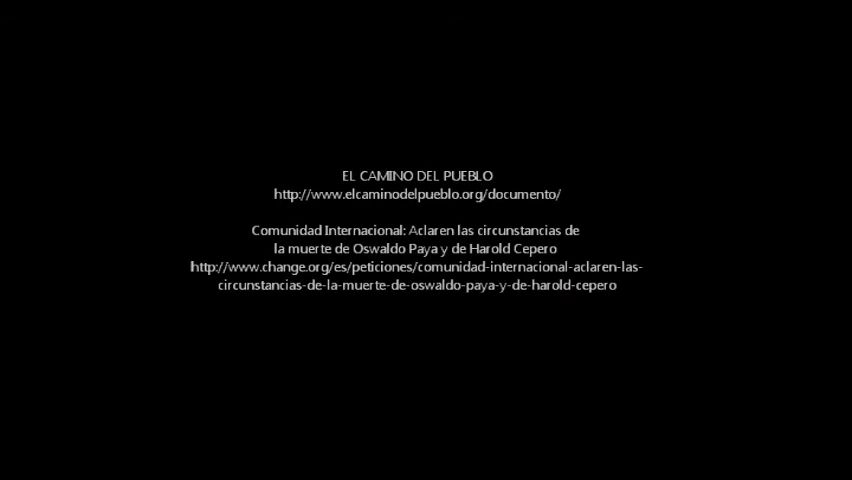 EL CAMINO DEL PUEBLO
http://www.elcaminodelpueblo.org/documento/
Comunidad Internacional: Aclaren las circunstancias de
la muerte de Oswaldo Paya y de Harold Cepero
http://www.change.org/es/peticiones/comunidad-internacional-aclaren-las-
circunstancias-de-la-muerte-de-oswaldo-paya-y-de-harold-cepero